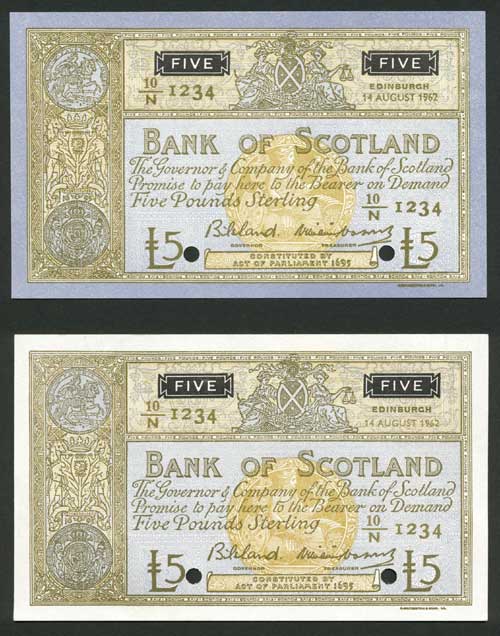 FIVE FIVE
10/N 1234 EDINBURGH
14 AUGUST 1962
BANK OF SCOTLAND
The Governor & Company of the Bank of Scotland
Promise to pay here to the Bearer on Demand
Five Pounds Sterling 10/N 1234
£5 GOVERNOR TREASURER £5
CONSTITUTED BY
ACT OF PARLIAMENT 1695
FIVE FIVE
10/N 1234 EDINBURGH
14 AUGUST 1962
BANK OF SCOTLAND
The Governor & Company of the Bank of Scotland
Promise to pay here to the Bearer on Demand
Five Pounds Sterling 10/N 1234
£5 GOVERNOR TREASURER £5
CONSTITUTED BY
ACT OF PARLIAMENT 1695